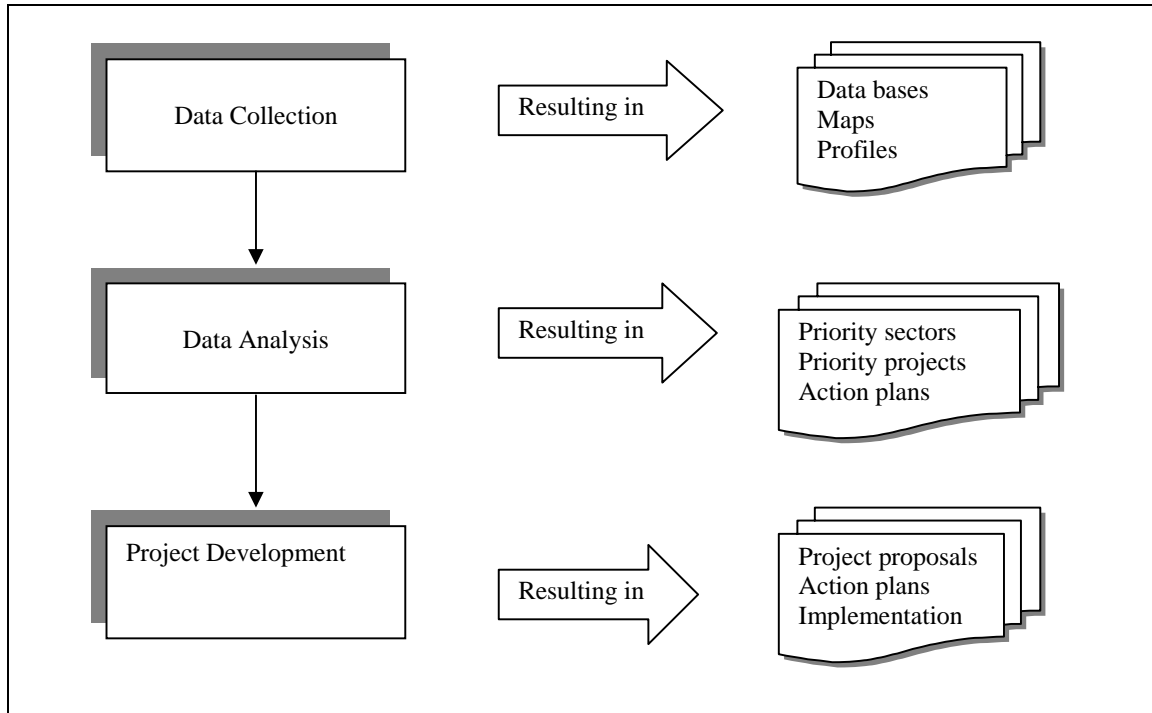 Data Collection
Resulting in
Data bases
Maps
Profiles
Data Analysis
Resulting in
Priority sectors
Priority projects
Action plans
Project Development
Resulting in
Project proposals
Action plans
Implementation